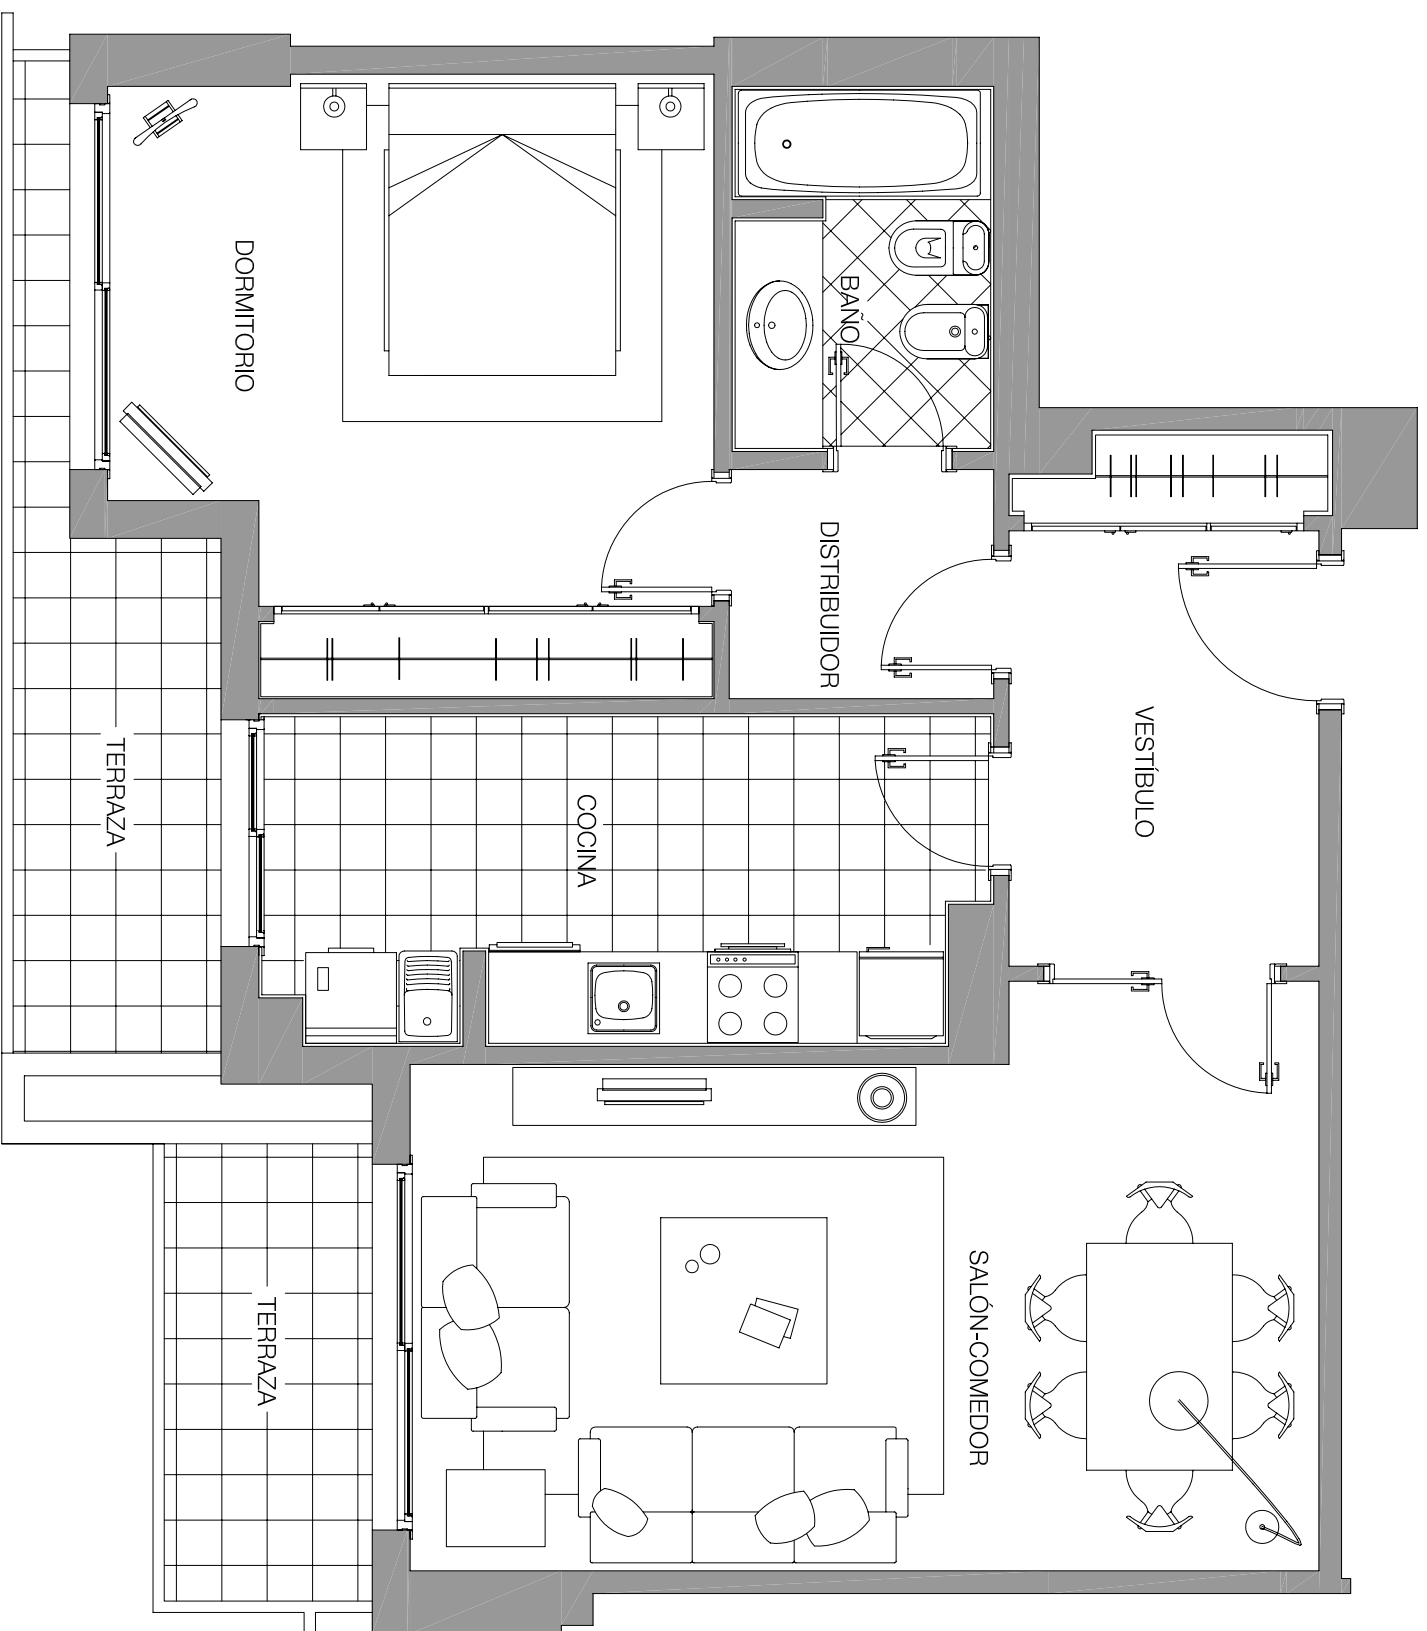 DORMITORIO
BAÑO
DISTRIBUIDOR
VESTÍBULO
TERRAZA
COCINA
SALÓN-COMEDOR
TERRAZA